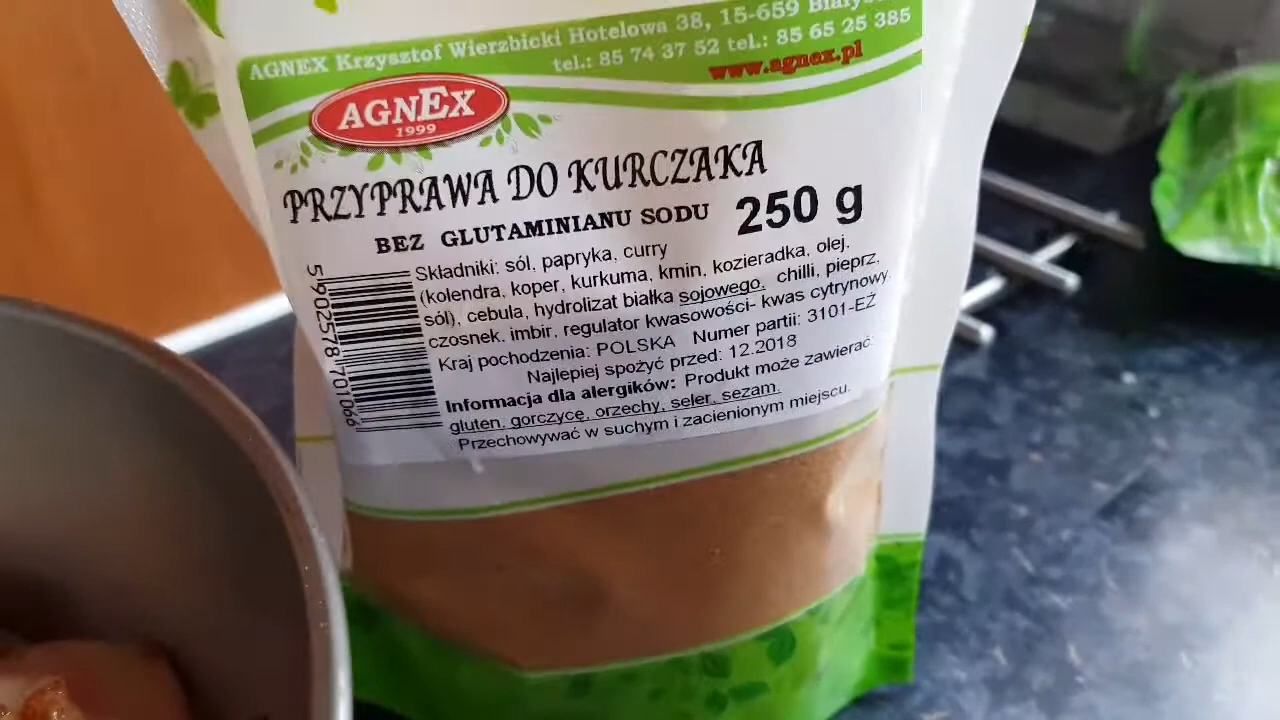 AGNEX Krzysztof Wierzbicki Hotelowa 38, 15-659
tel.: 85 74 37 52 tel.: 85 65 25 385
www.agnex.pl
AGNEX
1999
PRZYPRAWA DO KURCZAKA
BEZ GLUTAMINIANU SODU 250 g
Składniki: sól, papryka, curry
(kolendra, koper, kurkuma, kmin, kozieradka, olej,
sól), cebula, hydrolizat białka sojowego, chilli, pieprz,
czosnek, imbir, regulator kwasowości- kwas cytrynowy
Kraj pochodzenia: POLSKA Numer partii: 3101-EŻ
Najlepiej spożyć przed: 12.2018
Informacja dla alergików: Produkt może zawierać:
gluten, gorczycę, orzechy, seler, sezam.
Przechowywać w suchym i zacienionym miejscu.
5 902578 701066